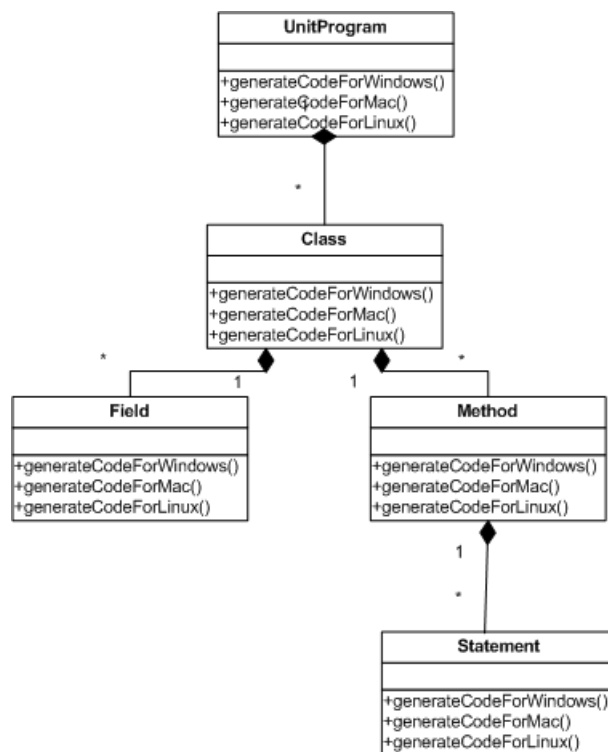 UnitProgram
+generateCodeForWindows()
+generateCodeForMac()
+generateCodeForLinux()
*
Class
+generateCodeForWindows()
+generateCodeForMac()
+generateCodeForLinux()
*
1
1
*
Field
+generateCodeForWindows()
+generateCodeForMac()
+generateCodeForLinux()
Method
+generateCodeForWindows()
+generateCodeForMac()
+generateCodeForLinux()
1
*
Statement
+generateCodeForWindows()
+generateCodeForMac()
+generateCodeForLinux()